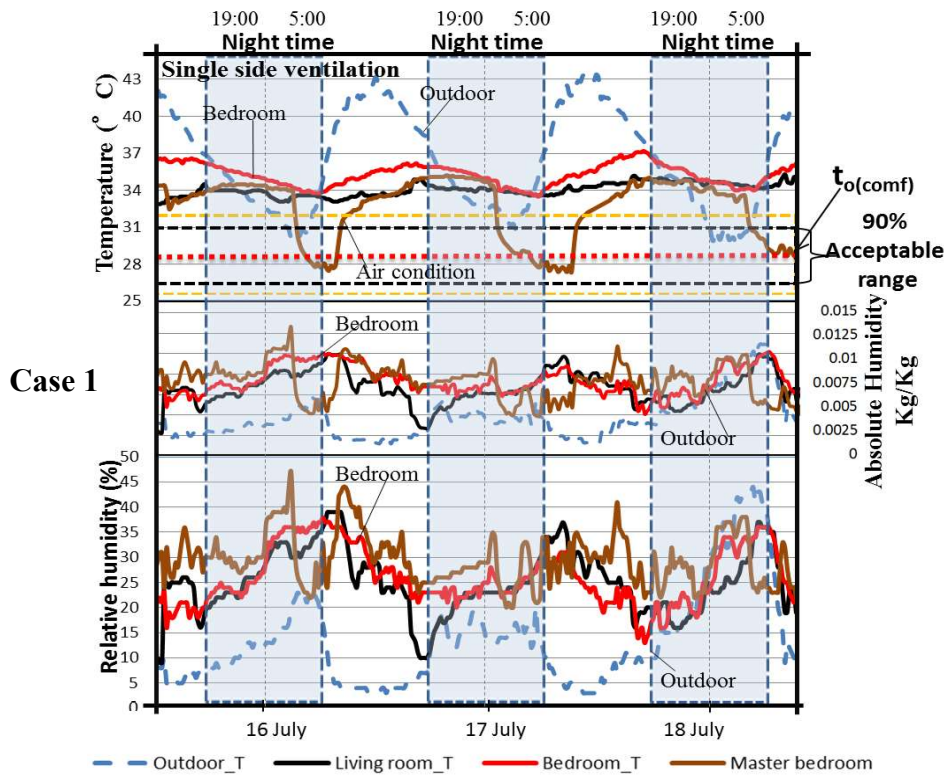 19:00 5:00 19:00 5:00 19:00 5:00
Night time Night time Night time
Single side ventilation
Temperature (° C)
43
37
34
31
28
25
Bedroom
Outdoor
Air condition
to(comf)
90%
Acceptable
range
Case 1
Bedroom
Outdoor
0.015
0.0125
0.01
0.0075
0.005
0.0025
0
Absolute Humidity
Kg/Kg
Relative humidity (%)
50
45
40
35
30
25
20
15
10
5
0
Bedroom
Outdoor
16 July 17 July 18 July
Outdoor_T Living room_T Bedroom_T Master bedroom